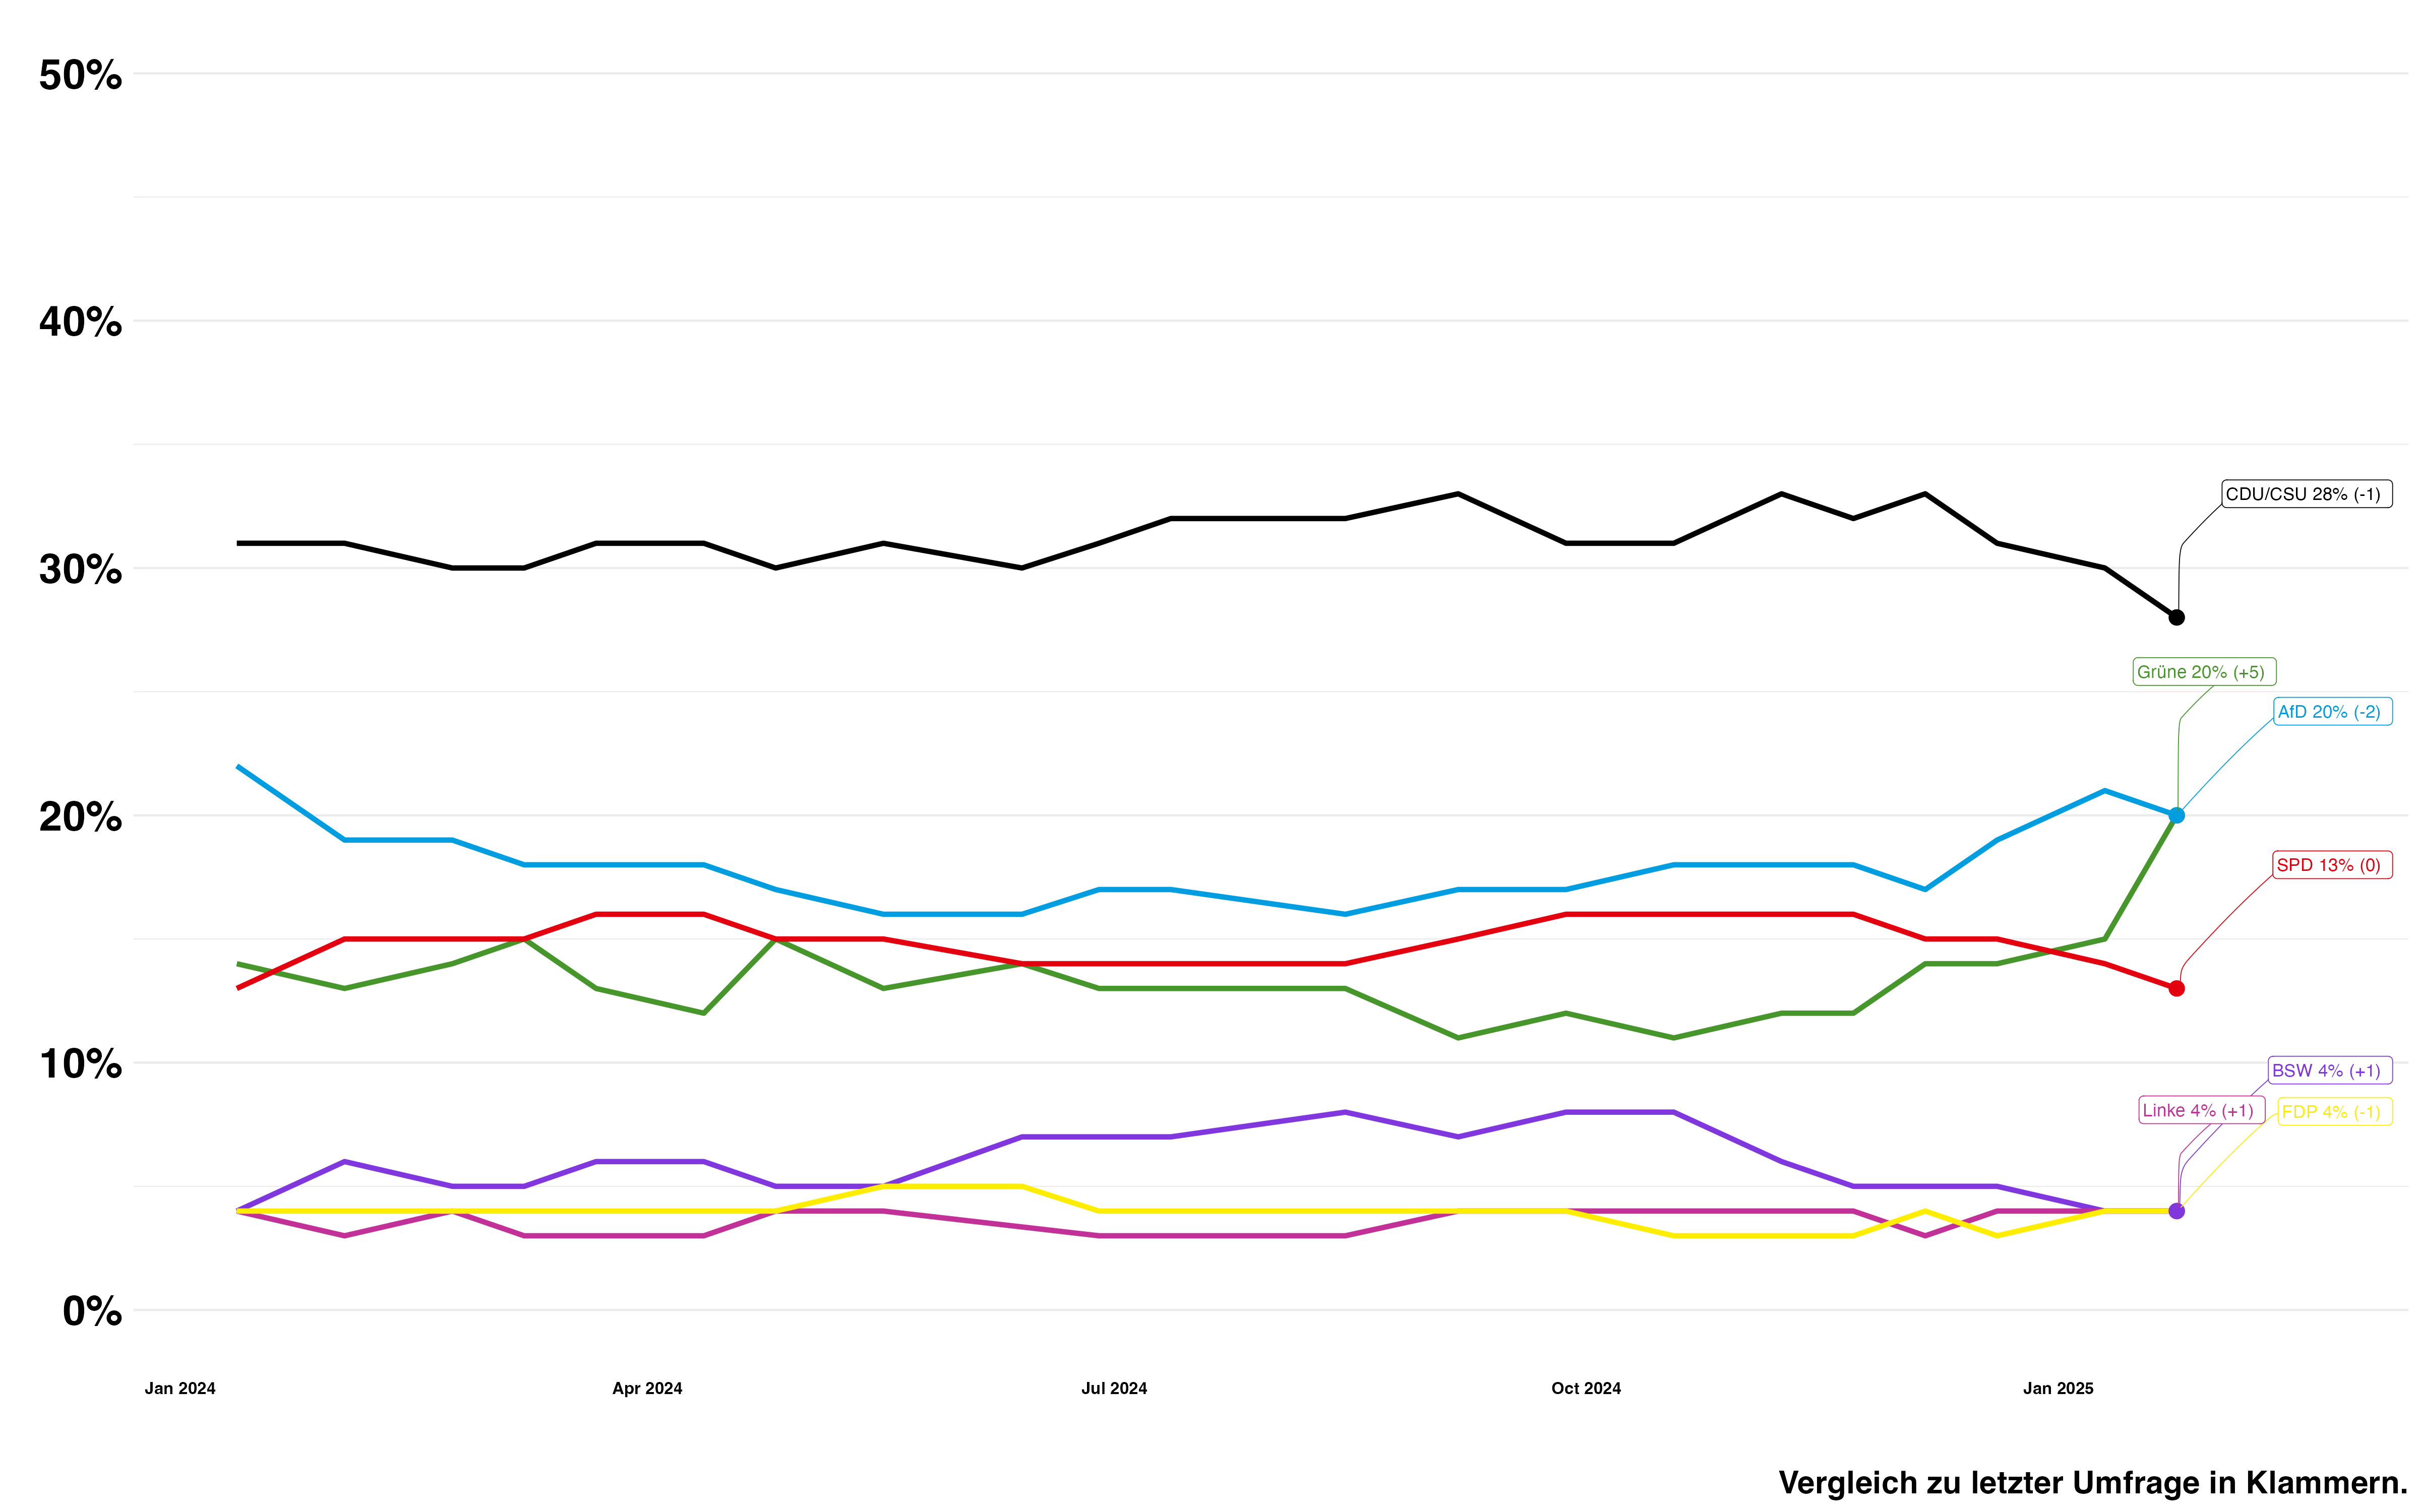 50%
40%
30%
20%
10%
0%
CDU/CSU 28% (-1)
Grüne 20% (+5)
AfD 20% (-2)
SPD 13% (0)
BSW 4% (+1)
Linke 4% (+1)
FDP 4% (-1)
Jan 2024
Apr 2024
Jul 2024
Oct 2024
Jan 2025
Vergleich zu letzter Umfrage in Klammern.